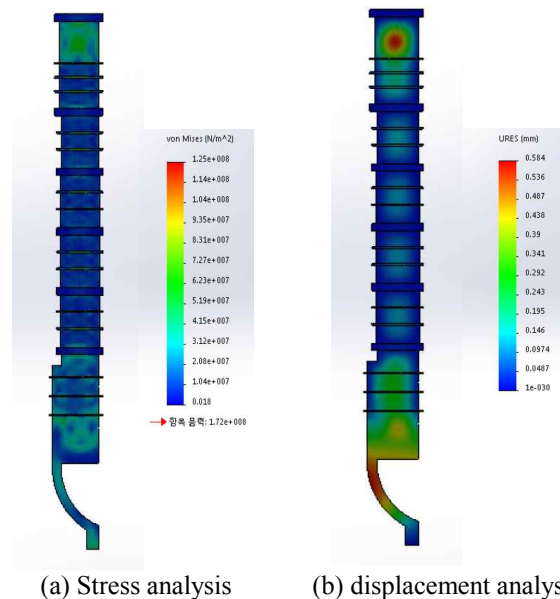 von Mises (N/m^2)
1.25e+008
1.14e+008
1.04e+008
9.35e+007
8.31e+007
7.27e+007
6.23e+007
5.19e+007
4.15e+007
3.12e+007
2.08e+007
1.04e+007
0.018
항복 응력: 1.72e+008
URES (mm)
0.584
0.536
0.487
0.438
0.39
0.341
0.292
0.243
0.195
0.146
0.0974
0.0487
1e-030
(a) Stress analysis
(b) displacement analys